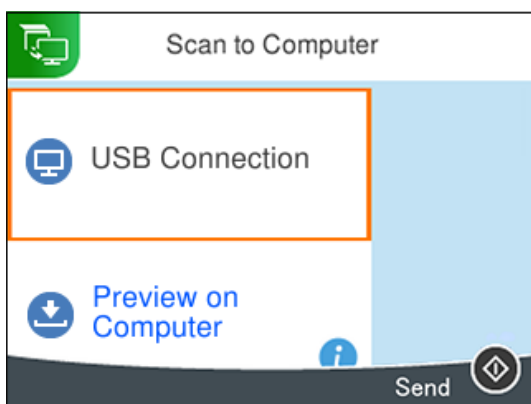 Scan to Computer
USB Connection
Preview on
Computer
i
Send